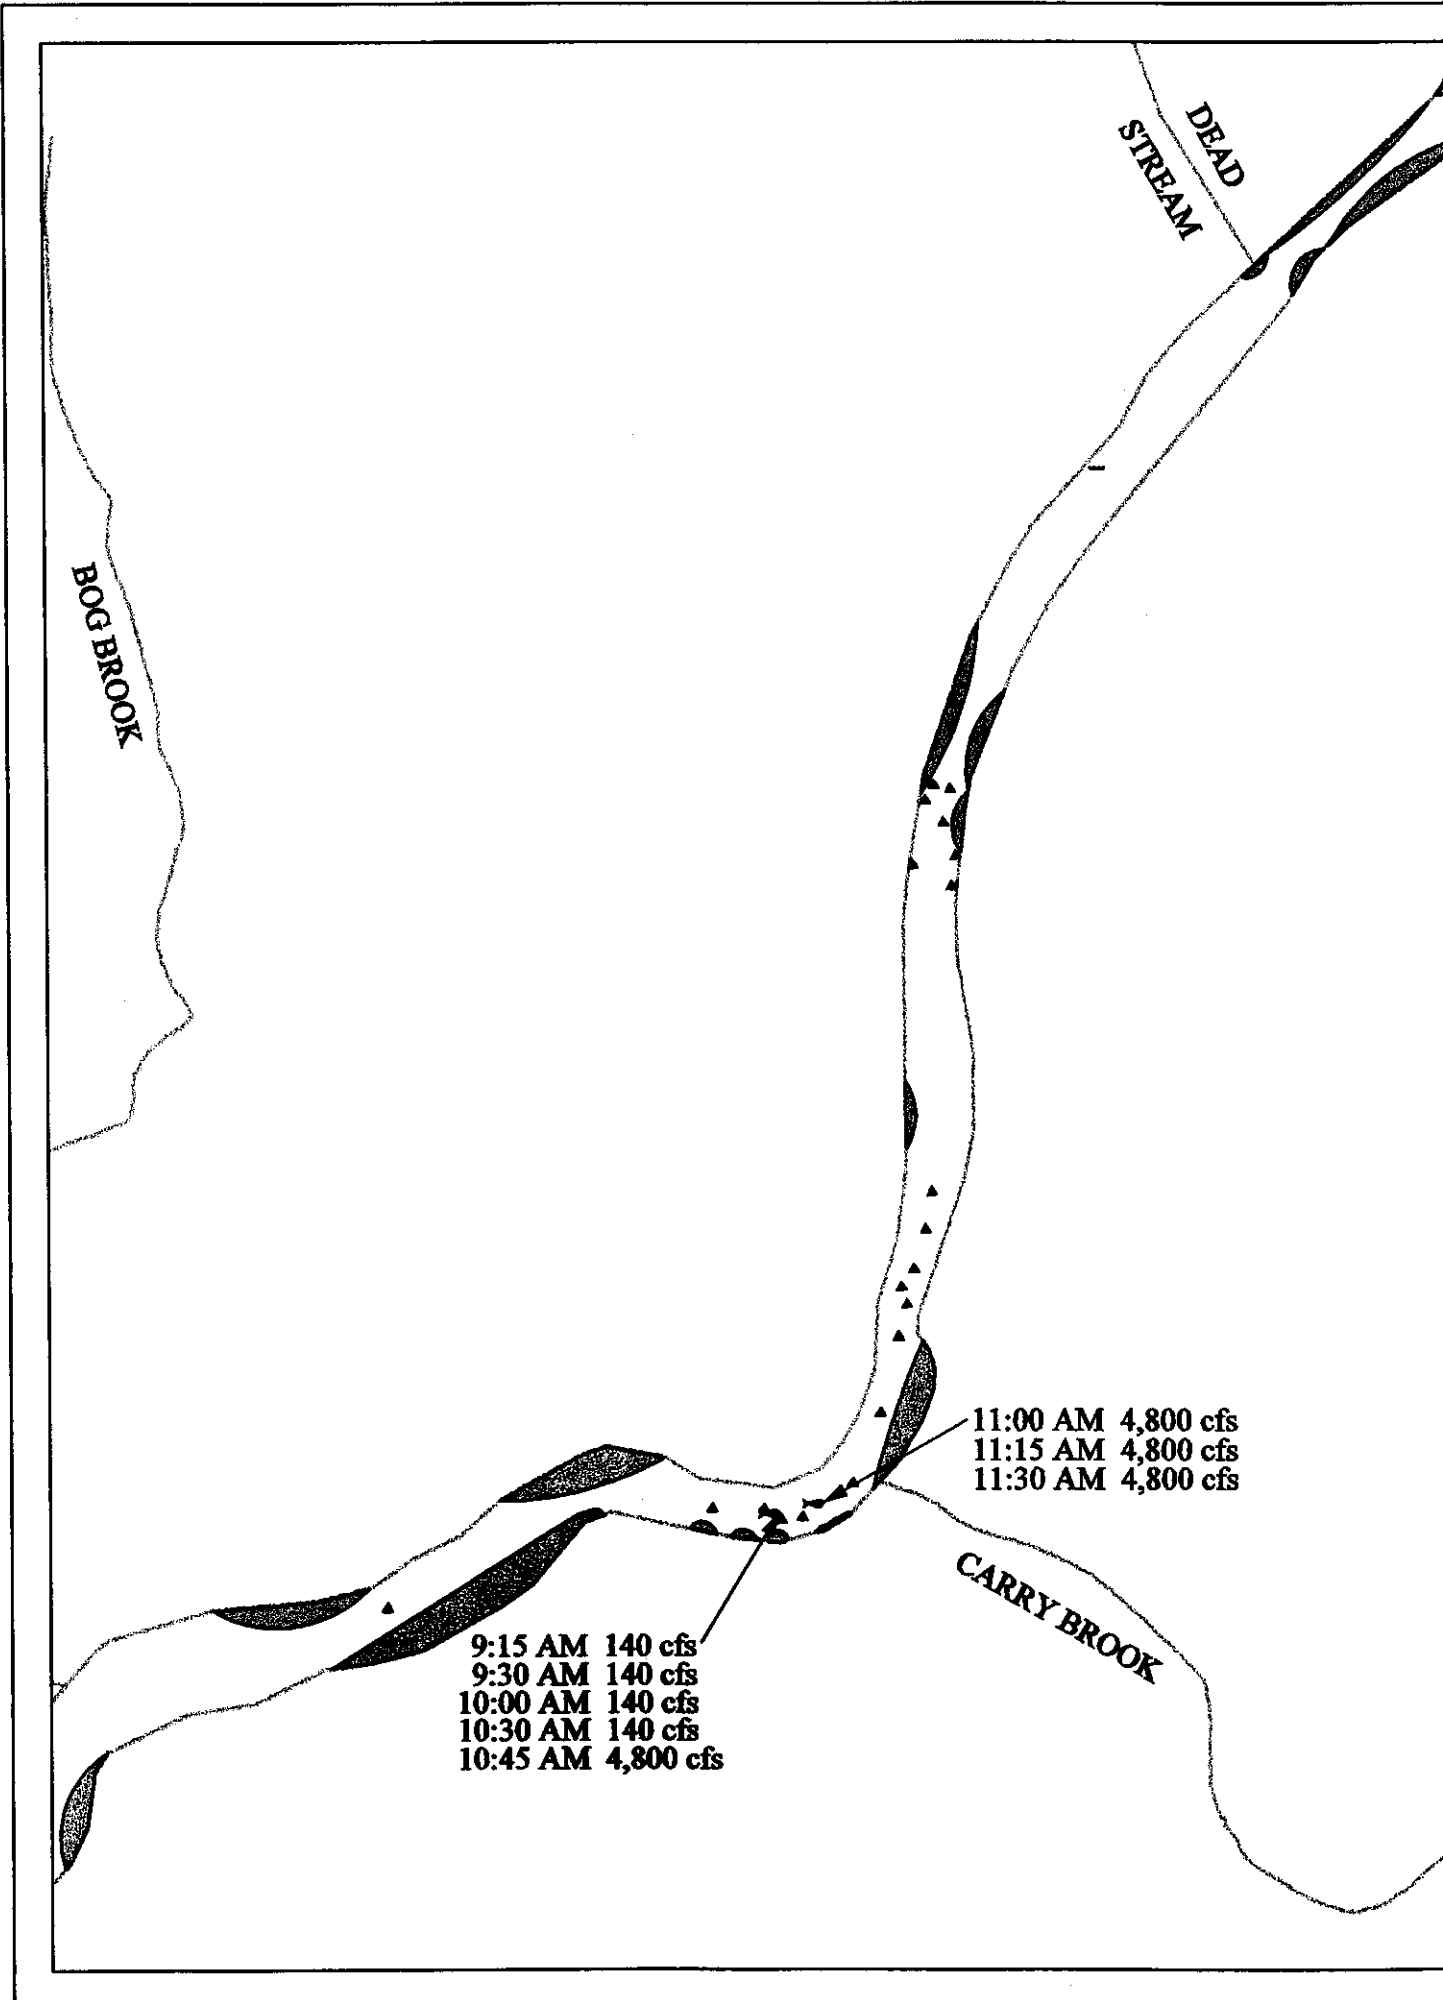 DEAD
STREAM
BOG BROOK
11:00 AM 4,800 cfs
11:15 AM 4,800 cfs
11:30 AM 4,800 cfs
CARRY BROOK
9:15 AM 140 cfs
9:30 AM 140 cfs
10:00 AM 140 cfs
10:30 AM 140 cfs
10:45 AM 4,800 cfs